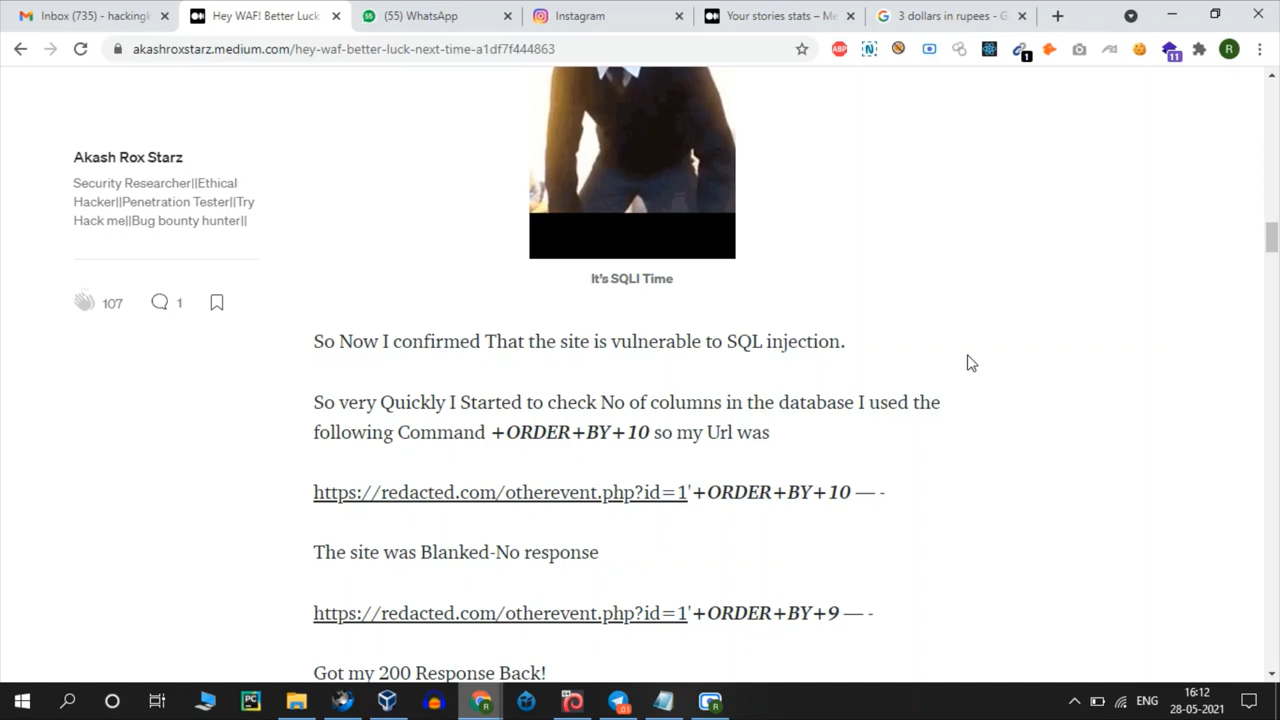 Inbox (735) - hackingk
Hey WAF! Better Luck
(55) WhatsApp
Instagram
Your stories stats – Me
3 dollars in rupees - G
akashroxstarz.medium.com/hey-waf-better-luck-next-time-a1df7f444863
ABP
1
11
R
Akash Rox Starz
Security Researcher||Ethical
Hacker||Penetration Tester||Try
Hack me||Bug bounty hunter||
107
1
It's SQLI Time
So Now I confirmed That the site is vulnerable to SQL injection.
So very Quickly I Started to check No of columns in the database I used the
following Command +ORDER+BY+10 so my Url was
https://redacted.com/otherevent.php?id=1'+ORDER+BY+10 — -
The site was Blanked-No response
https://redacted.com/otherevent.php?id=1'+ORDER+BY+9 — -
Got my 200 Response Back!
ENG
16:12
28-05-2021